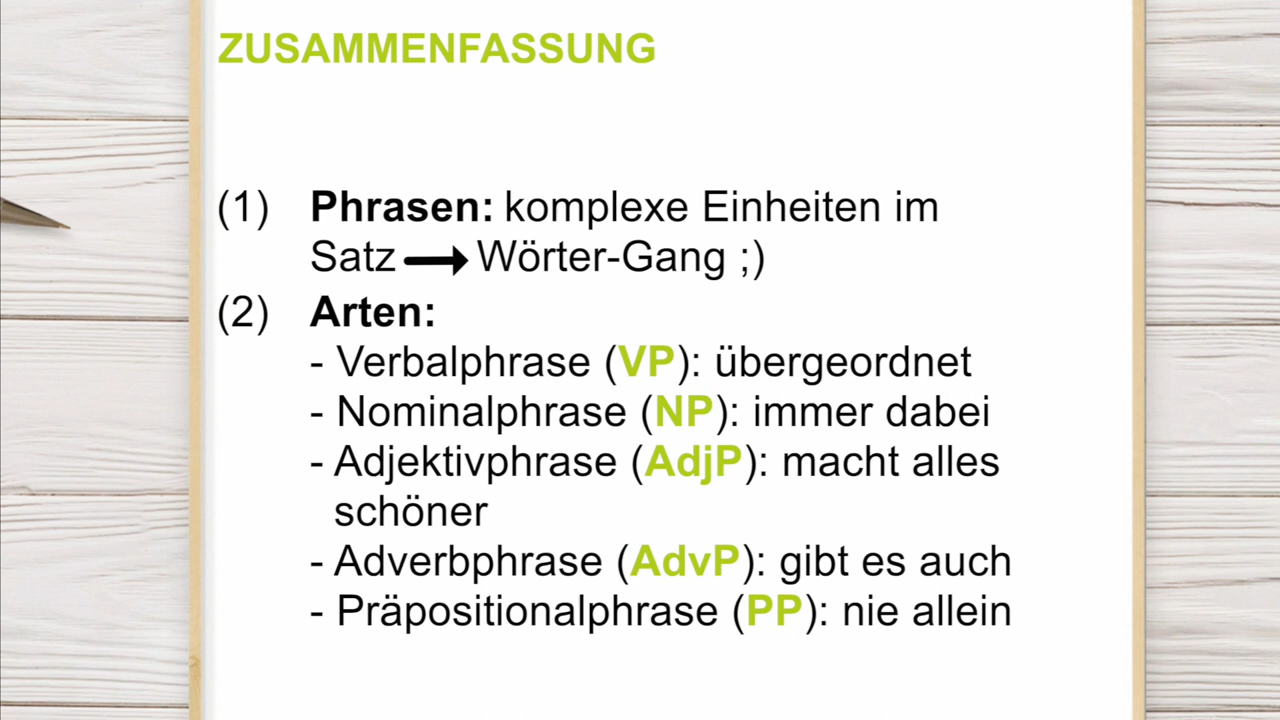 ZUSAMMENFASSUNG
(1) Phrasen: komplexe Einheiten im
Satz → Wörter-Gang ;)
(2) Arten:
- Verbalphrase (VP): übergeordnet
- Nominalphrase (NP): immer dabei
- Adjektivphrase (AdjP): macht alles
schöner
- Adverbphrase (AdvP): gibt es auch
- Präpositionalphrase (PP): nie allein